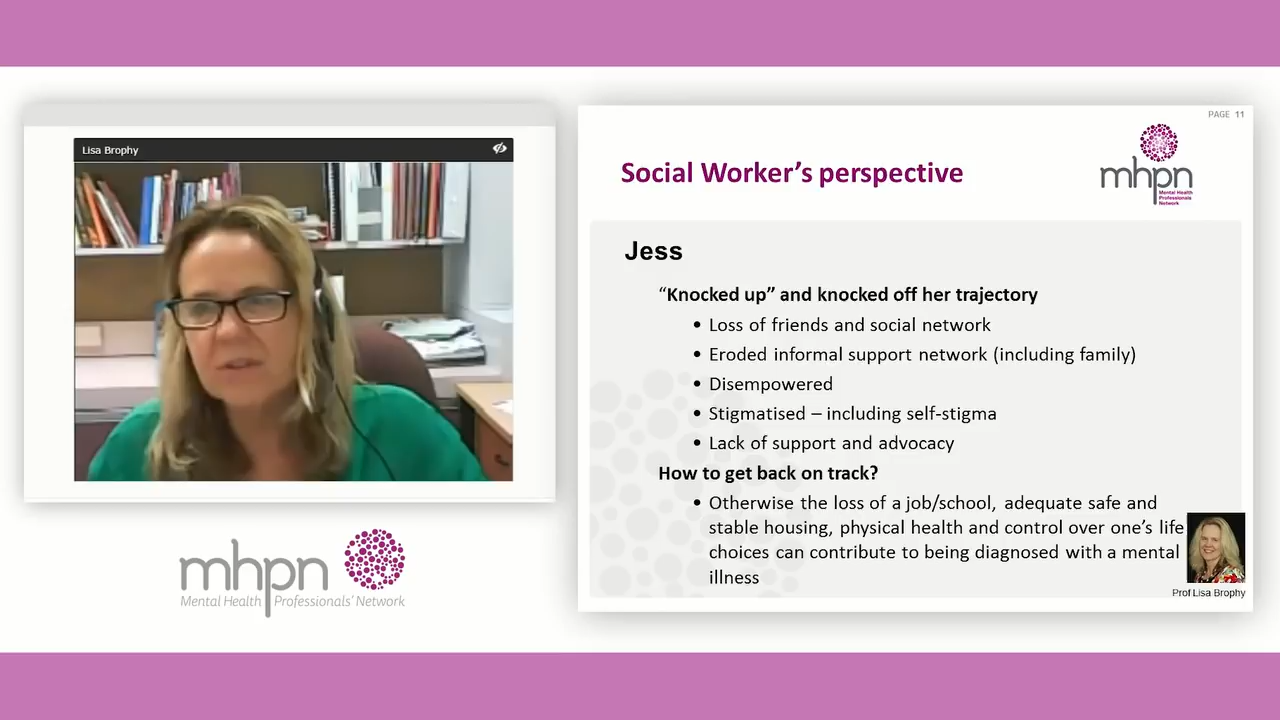 Lisa Brophy
mhpn
Mental Health Professionals' Network
PAGE 11
Social Worker’s perspective
mhpn
Mental Health
Professionals
Network
Jess
“Knocked up” and knocked off her trajectory
• Loss of friends and social network
• Eroded informal support network (including family)
• Disempowered
• Stigmatised – including self-stigma
• Lack of support and advocacy
How to get back on track?
• Otherwise the loss of a job/school, adequate safe and
stable housing, physical health and control over one’s life
choices can contribute to being diagnosed with a mental
illness
Prof Lisa Brophy